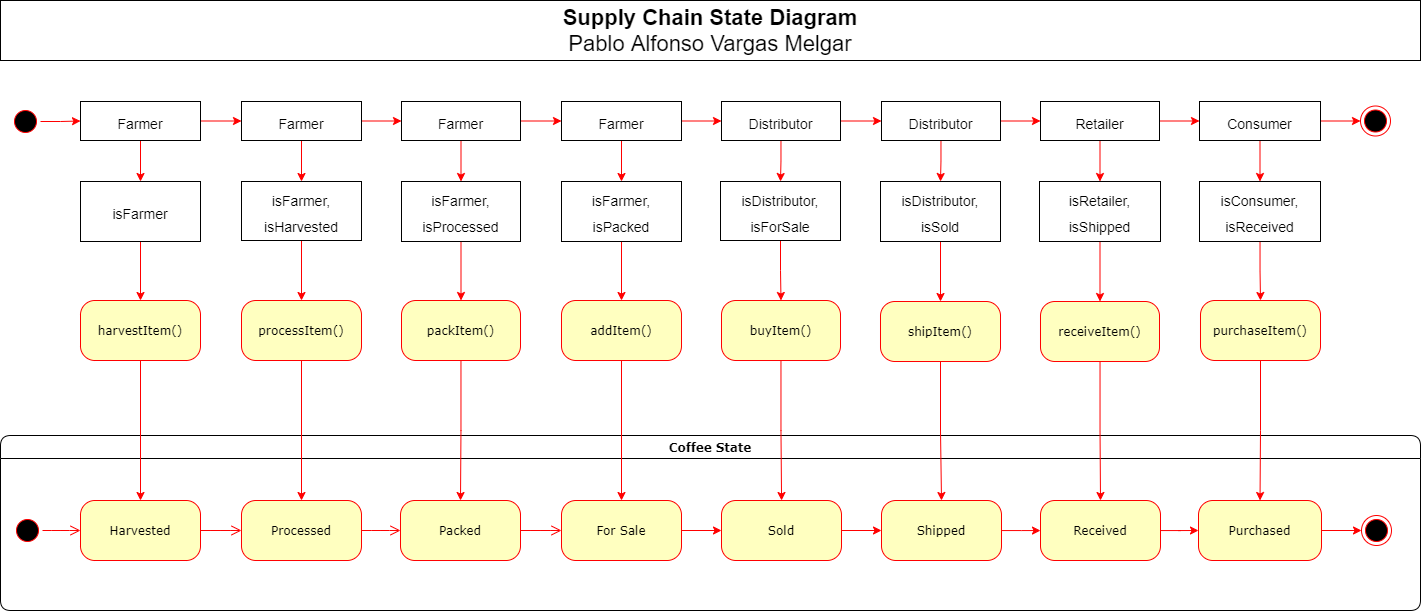 Supply Chain State Diagram
Pablo Alfonso Vargas Melgar
Farmer
Farmer
Farmer
Farmer
Distributor
Distributor
Retailer
Consumer
isFarmer
isFarmer,
isHarvested
isFarmer,
isProcessed
isFarmer,
isPacked
isDistributor,
isForSale
isDistributor,
isSold
isRetailer,
isShipped
isConsumer,
isReceived
harvestItem()
processItem()
packItem()
addItem()
buyItem()
shipItem()
receiveItem()
purchaseItem()
Coffee State
Harvested
Processed
Packed
For Sale
Sold
Shipped
Received
Purchased